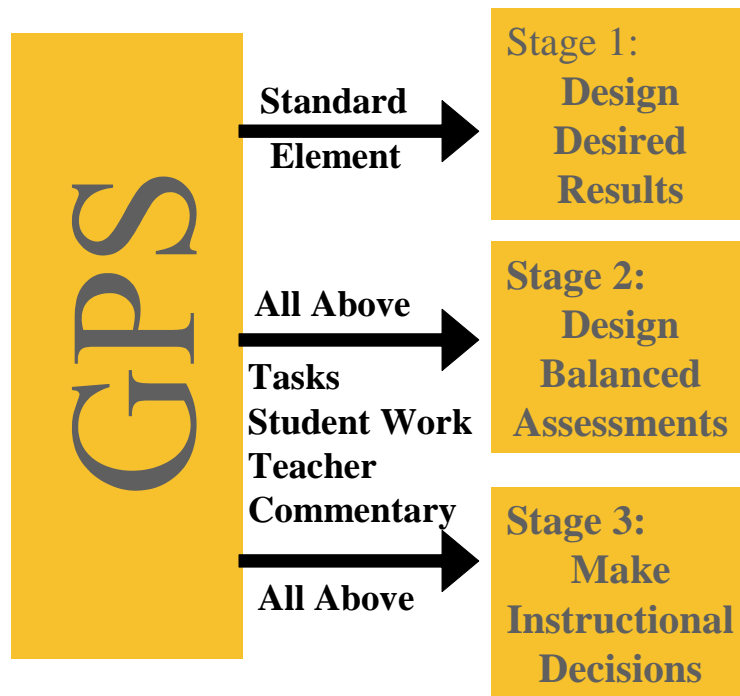 GPS
Standard
Element
Stage 1:
Design
Desired
Results
All Above
Tasks
Student Work
Teacher
Commentary
Stage 2:
Design
Balanced
Assessments
All Above
Stage 3:
Make
Instructional
Decisions